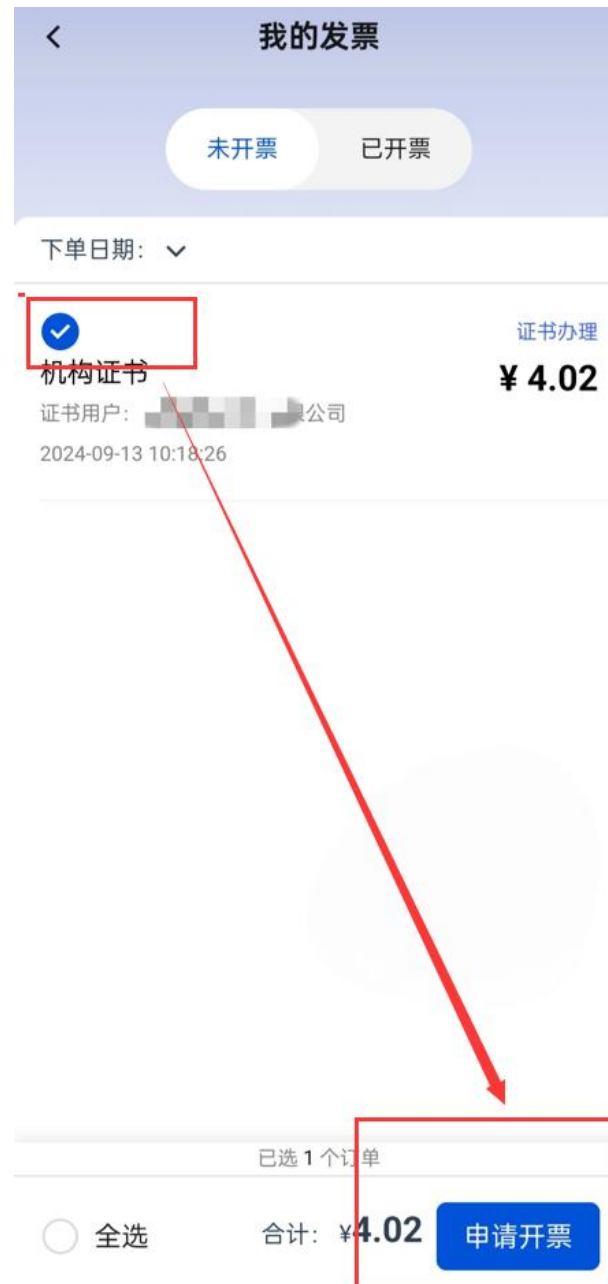 我的发票
未开票 已开票
下单日期：
证书办理
机构证书
¥ 4.02
证书用户： 公司
2024-09-13 10:18:26
已选 1 个订单
全选 合计：¥4.02 申请开票